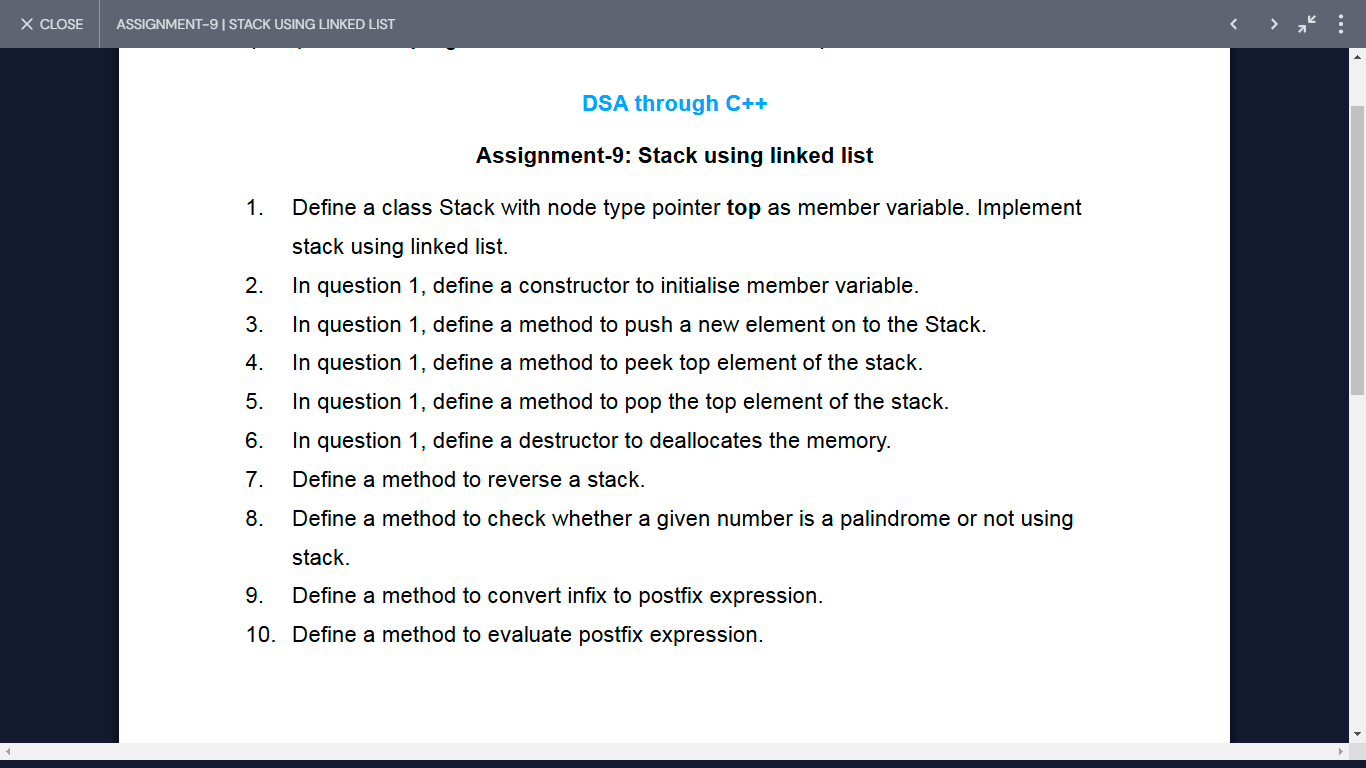 CLOSE
ASSIGNMENT-9 | STACK USING LINKED LIST
DSA through C++
Assignment-9: Stack using linked list
1. Define a class Stack with node type pointer top as member variable. Implement
stack using linked list.
2. In question 1, define a constructor to initialise member variable.
3. In question 1, define a method to push a new element on to the Stack.
4. In question 1, define a method to peek top element of the stack.
5. In question 1, define a method to pop the top element of the stack.
6. In question 1, define a destructor to deallocates the memory.
7. Define a method to reverse a stack.
8. Define a method to check whether a given number is a palindrome or not using
stack.
9. Define a method to convert infix to postfix expression.
10. Define a method to evaluate postfix expression.